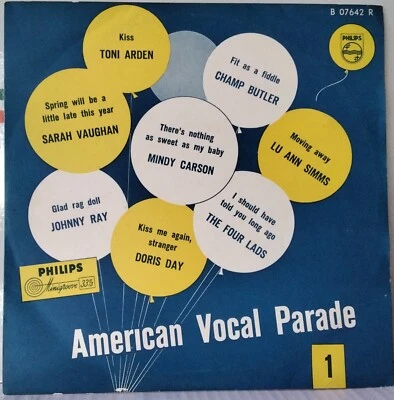 B 07642 R
PHILIPS
Kiss
TONI ARDEN
Fit as a fiddle
CHAMP BUTLER
Spring will be a
little late this year
SARAH VAUGHAN
There's nothing
as sweet as my baby
MINDY CARSON
Moving away
LU ANN SIMMS
Glad rag doll
JOHNNY RAY
I should have
told you long ago
THE FOUR LADS
Kiss me again,
stranger
DORIS DAY
PHILIPS
Minigroove 33⅓
American Vocal Parade
1